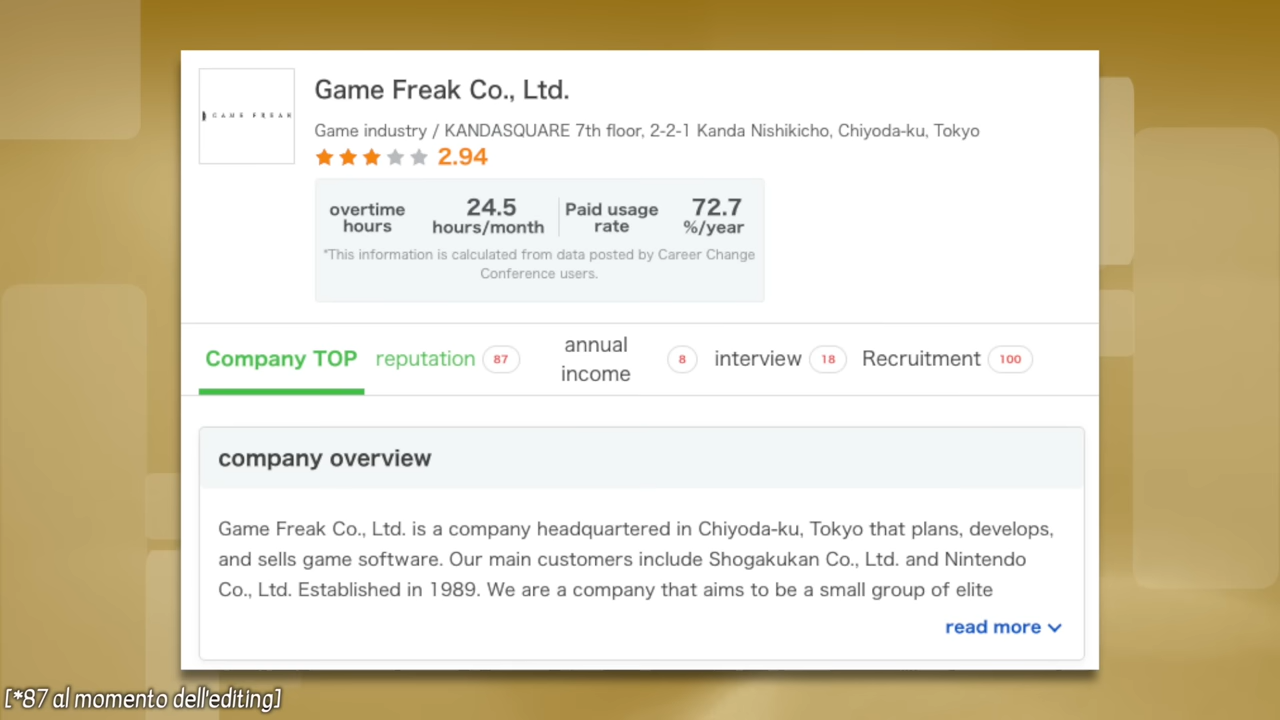 GAME FREAK
Game Freak Co., Ltd.
Game industry / KANDASQUARE 7th floor, 2-2-1 Kanda Nishikicho, Chiyoda-ku, Tokyo
2.94
overtime hours 24.5 hours/month Paid usage rate 72.7 %/year
*This information is calculated from data posted by Career Change
Conference users.
Company TOP reputation 87 annual income 8 interview 18 Recruitment 100
company overview
Game Freak Co., Ltd. is a company headquartered in Chiyoda-ku, Tokyo that plans, develops,
and sells game software. Our main customers include Shogakukan Co., Ltd. and Nintendo
Co., Ltd. Established in 1989. We are a company that aims to be a small group of elite
read more
[*87 al momento dell'editing]